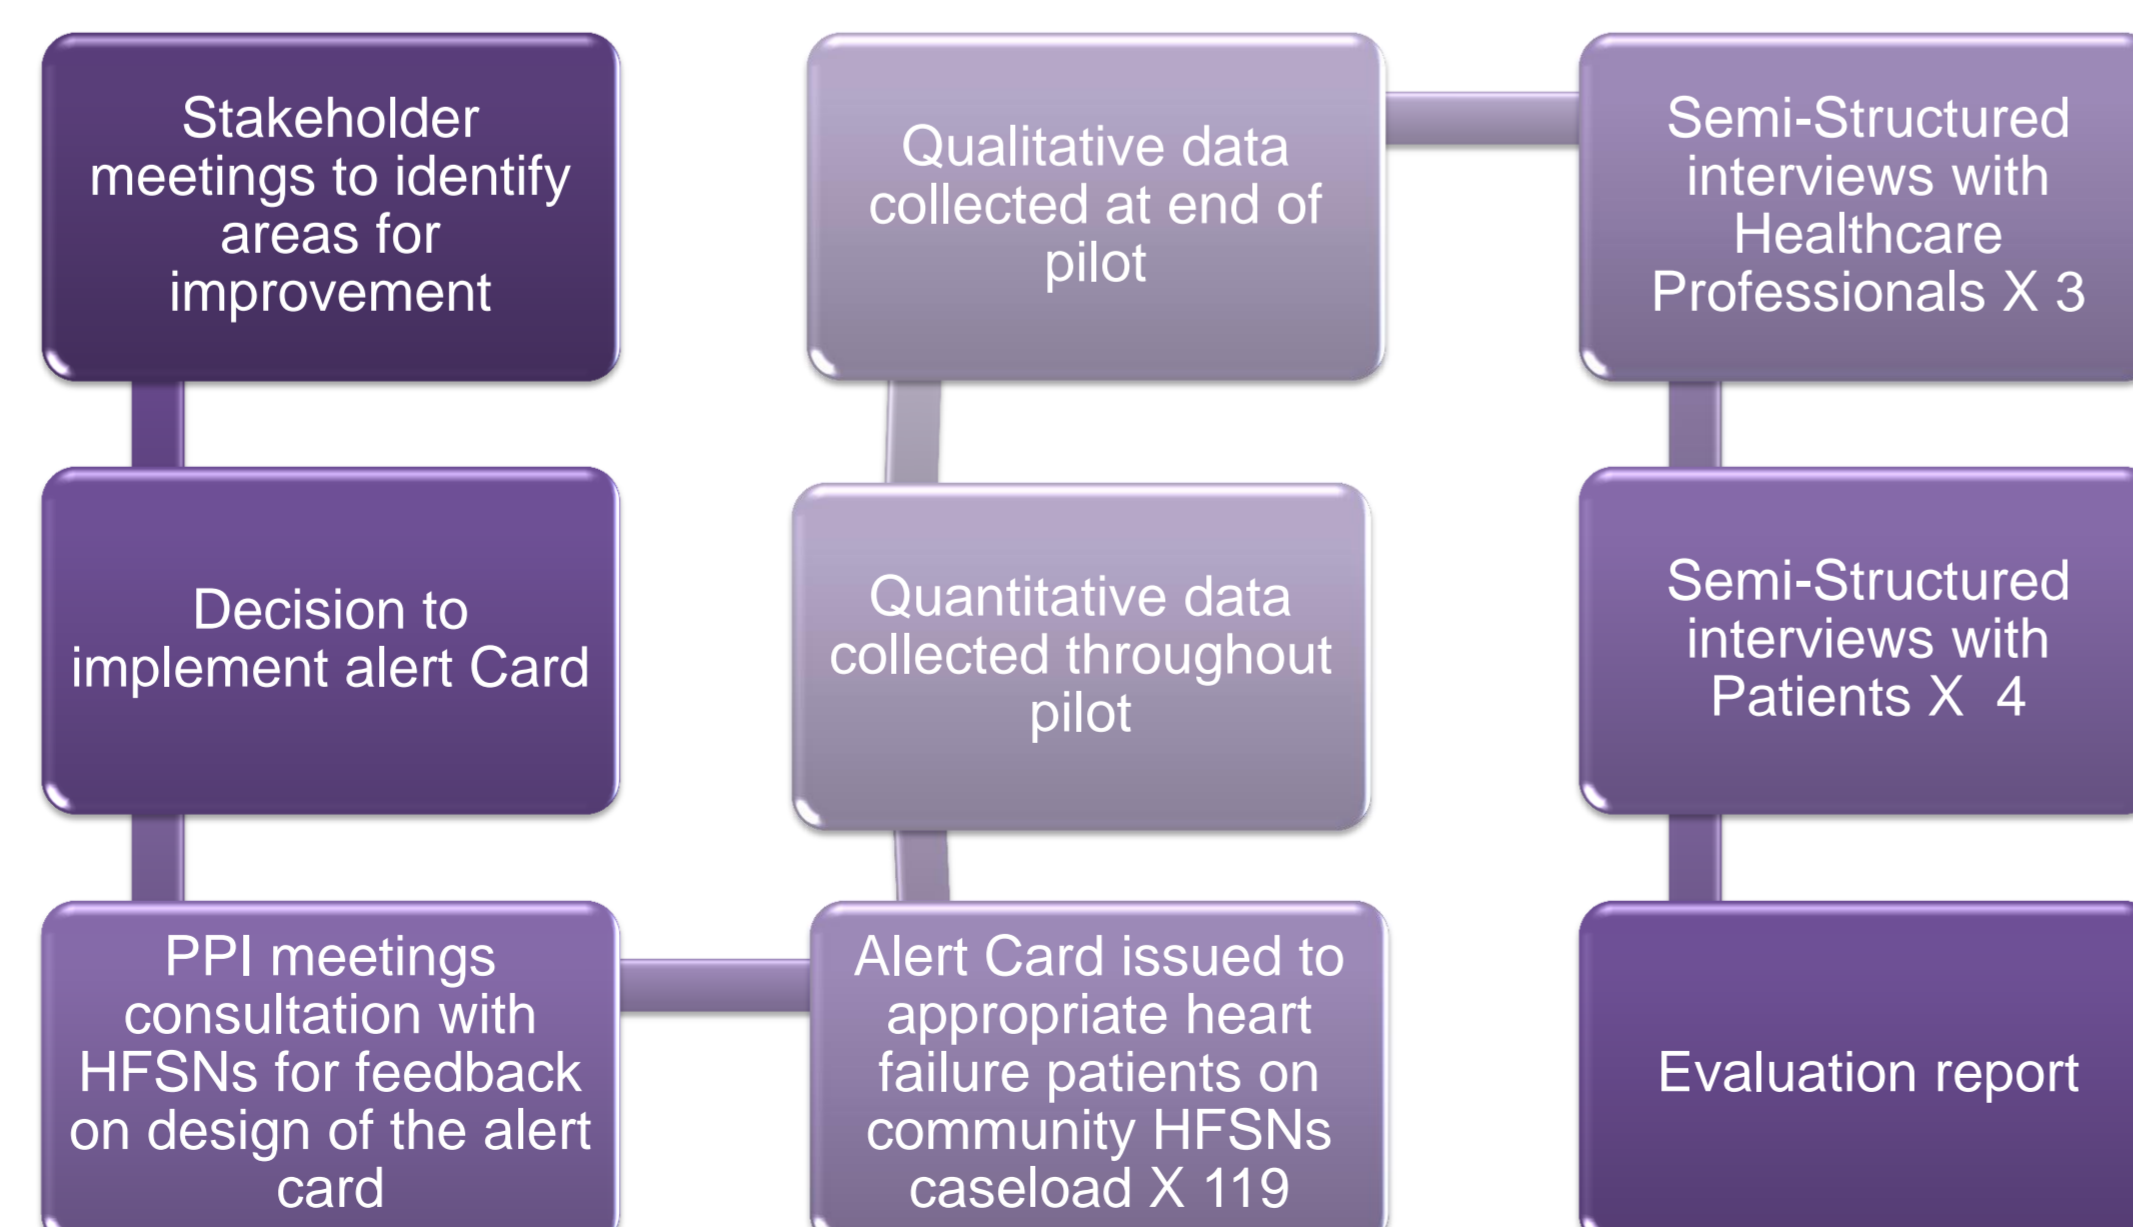 Stakeholder
meetings to identify
areas for
improvement
Decision to
implement alert Card
PPI meetings
consultation with
HFSNs for feedback
on design of the alert
card
Alert Card issued to
appropriate heart
failure patients on
community HFSNs
caseload X 119
Quantitative data
collected throughout
pilot
Qualitative data
collected at end of
pilot
Semi-Structured
interviews with
Healthcare
Professionals X 3
Semi-Structured
interviews with
Patients X  4
Evaluation report